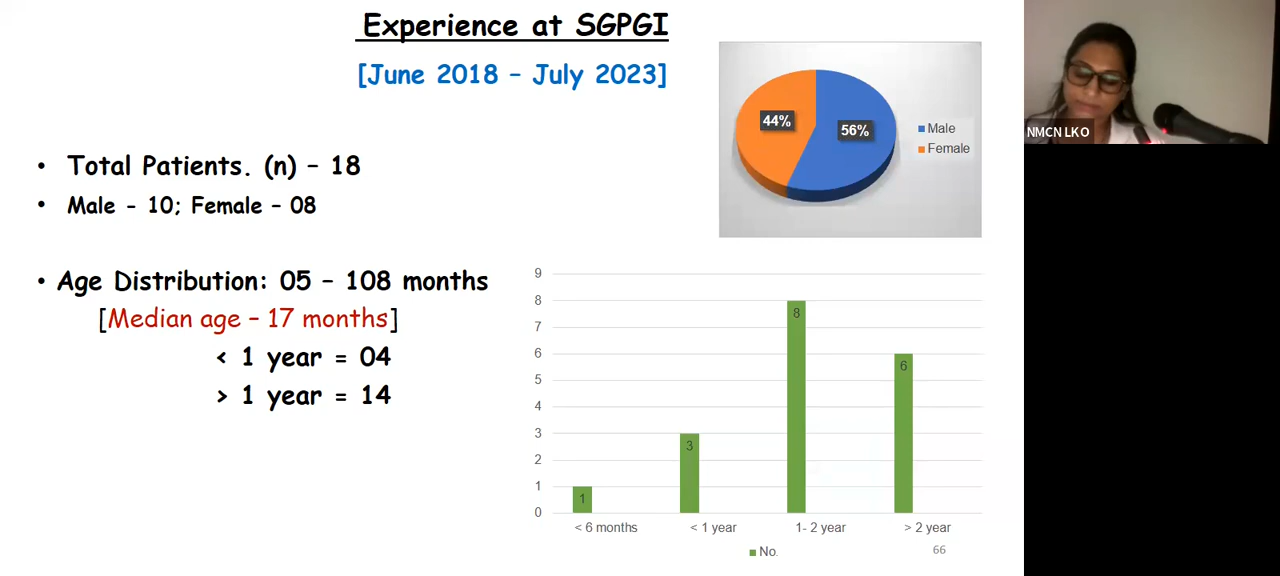 Experience at SGPGI
[June 2018 – July 2023]
• Total Patients. (n) – 18
• Male - 10; Female – 08
• Age Distribution: 05 – 108 months
[Median age – 17 months]
< 1 year = 04
> 1 year = 14
44%
56%
Male
Female
9
8
7
6
5
4
3
2
1
0
1
3
8
6
< 6 months
< 1 year
1- 2 year
> 2 year
No.
66
NMCN LKO